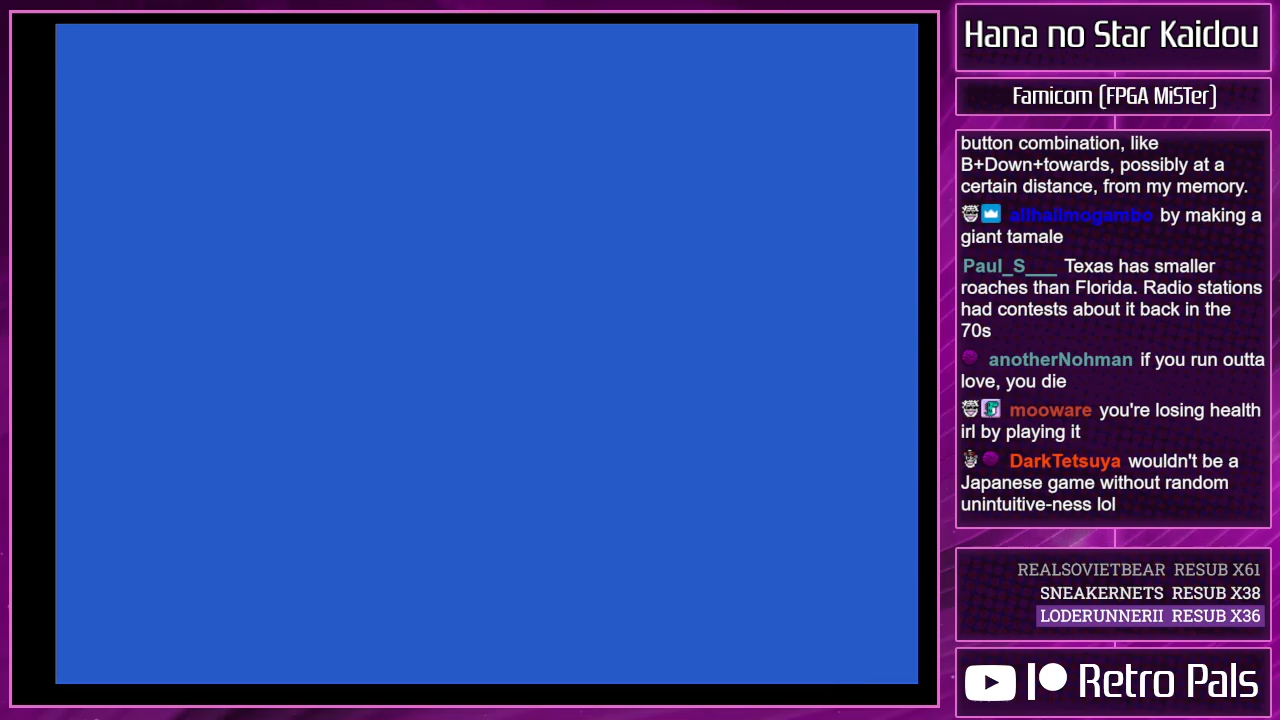 Hana no Star Kaidou
Famicom (FPGA MiSTer)
button combination, like
B+Down+towards, possibly at a
certain distance, from my memory.
allhailmogambo by making a
giant tamale
Paul_S___ Texas has smaller
roaches than Florida. Radio stations
had contests about it back in the
70s
anotherNohman if you run outta
love, you die
mooware you're losing health
irl by playing it
DarkTetsuya wouldn't be a
Japanese game without random
unintuitive-ness lol
REALSOVIETBEAR RESUB X61
SNEAKERNETS RESUB X38
LODERUNNERII RESUB X36
Retro Pals